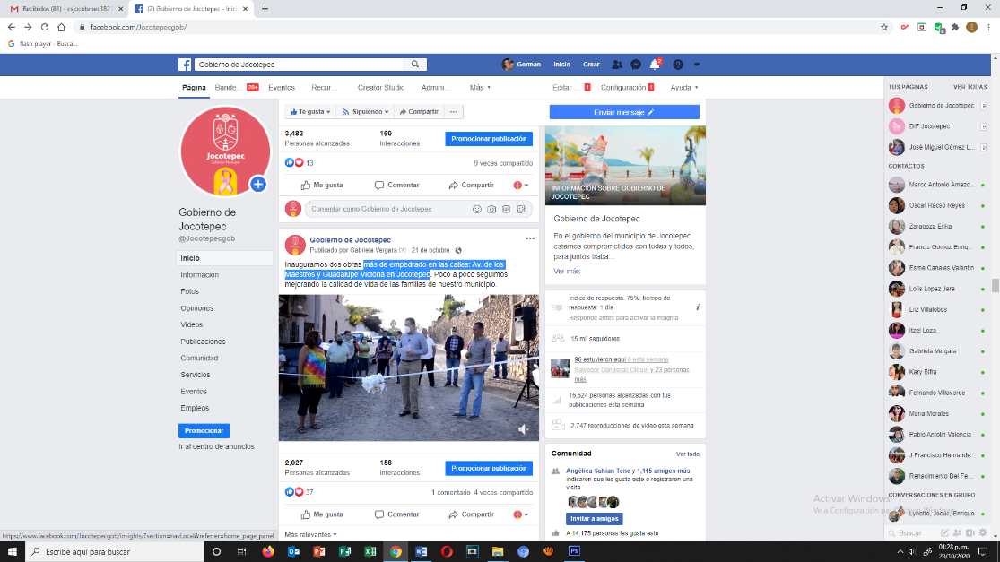 Recibidos (81) - csjocotepec1821
(2) Gobierno de Jocotepec - Inici
facebook.com/Jocotepecgob/
flash player - Busca...
Gobierno de Jocotepec
German
Inicio
Crear
2
Página
Bande...
20+
Eventos
Recur...
Creator Studio
Admini...
Más
Editar ...
1
Configuración
1
Ayuda
Jocotepec
Gobierno Municipal
Gobierno de
Jocotepec
@Jocotepecgob
Inicio
Información
Fotos
Opiniones
Videos
Publicaciones
Comunidad
Servicios
Eventos
Empleos
Promocionar
Ir al centro de anuncios
Te gusta
Siguiendo
Compartir
3,482
Personas alcanzadas
160
Interacciones
Promocionar publicación
13
9 veces compartido
Me gusta
Comentar
Compartir
Comentar como Gobierno de Jocotepec
Gobierno de Jocotepec
Publicado por Gabriela Vergara [?] · 21 de octubre ·
Inauguramos dos obras más de empedrado en las calles: Av. de los
Maestros y Guadalupe Victoria en Jocotepec. Poco a poco seguimos
mejorando la calidad de vida de las familias de nuestro municipio.
2,027
Personas alcanzadas
158
Interacciones
Promocionar publicación
37
1 comentario 4 veces compartido
Me gusta
Comentar
Compartir
Más relevantes
Enviar mensaje
INFORMACIÓN SOBRE GOBIERNO DE
JOCOTEPEC
Gobierno de Jocotepec
En el gobierno del municipio de Jocotepec
estamos comprometidos con todas y todos,
para juntos traba...
Ver más
Índice de respuesta: 75%; tiempo de
respuesta: 1 día
Responde antes para activar la insignia
15 mil seguidores
96 estuvieron aquí 0 esta semana
Salvador Contreras Olguín y 23 personas
más
16,624 personas alcanzadas con tus
publicaciones esta semana
2,747 reproducciones de video esta semana
Comunidad
Ver todo
Angélica Sahian Tene y 1,115 amigos más
indicaron que les gusta esto o registraron una
visita
Invitar a amigos
A 14,175 persones les gusta esto
TUS PÁGINAS
VER TODAS
Gobierno de Jocotepec
9
DIF Jocotepec
9
José Miguel Gómez L...
9
CONTACTOS
Marco Antonio Amezc...
Oscar Racso Reyes
Zaragoza Erika
Francis Gomez Enriq...
Esme Canales Valentin
Lolis Lopez Jara
Liiz Villalobos
Itzel Loza
Gabriela Vergara
Kary Bifra
Fernando Villaverde
Maria Morales
Pablo Antolin Valencia
J Francisco Hernande...
Renacimiento Del Fe...
CONVERSACIONES EN GRUPO
Lynette, Jesús, Enrique
Activar Windows
Ve a Configuración para activar Windows.
Buscar
https://www.facebook.com/Jocotepecgob/insights/?section=navLocal&referrer=home_page_panel
Escribe aquí para buscar
01:28 p. m.
29/10/2020